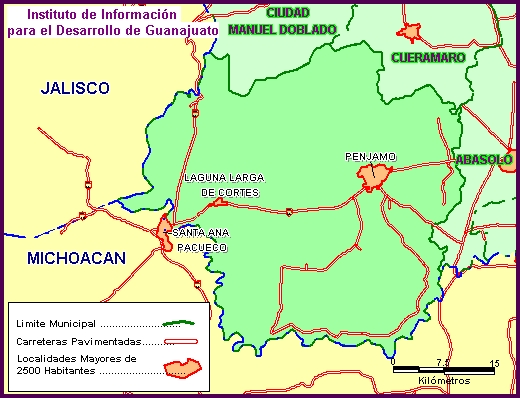 Instituto de Información
para el Desarrollo de Guanajuato
CIUDAD
MANUEL DOBLADO
CUERAMARO
JALISCO
PENJAMO
ABASOLO
LAGUNA LARGA
DE CORTES
SANTA ANA
PACUECO
MICHOACAN
Limite Municipal ......................
Carreteras Pavimentadas..........
Localidades Mayores de
2500 Habitantes ......................
0 7.5 15
Kilómetros